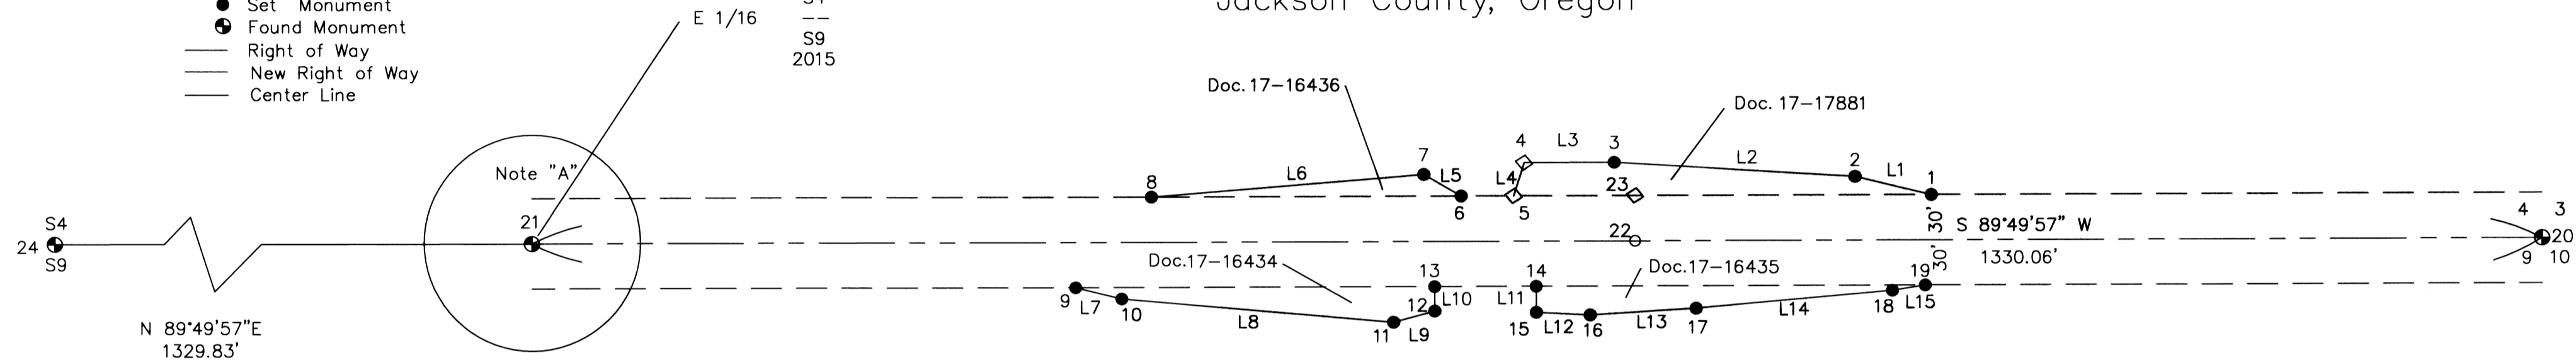 Set Monument
Found Monument
Right of Way
New Right of Way
Center Line
E 1/16
--
S9
2015
Jackson County, Oregon
Doc. 17-16436
Doc. 17-17881
Note "A"
4
L3
3
7
L2
2
L6
L5
L4
23
L1
1
8
6
5
21
30'
S 89°49'57" W
4 3
S4
24
S9
22
20
Doc.17-16434
Doc.17-16435
30'
1330.06'
9 10
13
14
19
9
L7
10
12
L10
L11
18
L15
L8
11
L9
15
L12
16
L13
17
L14
N 89°49'57"E
1329.83'